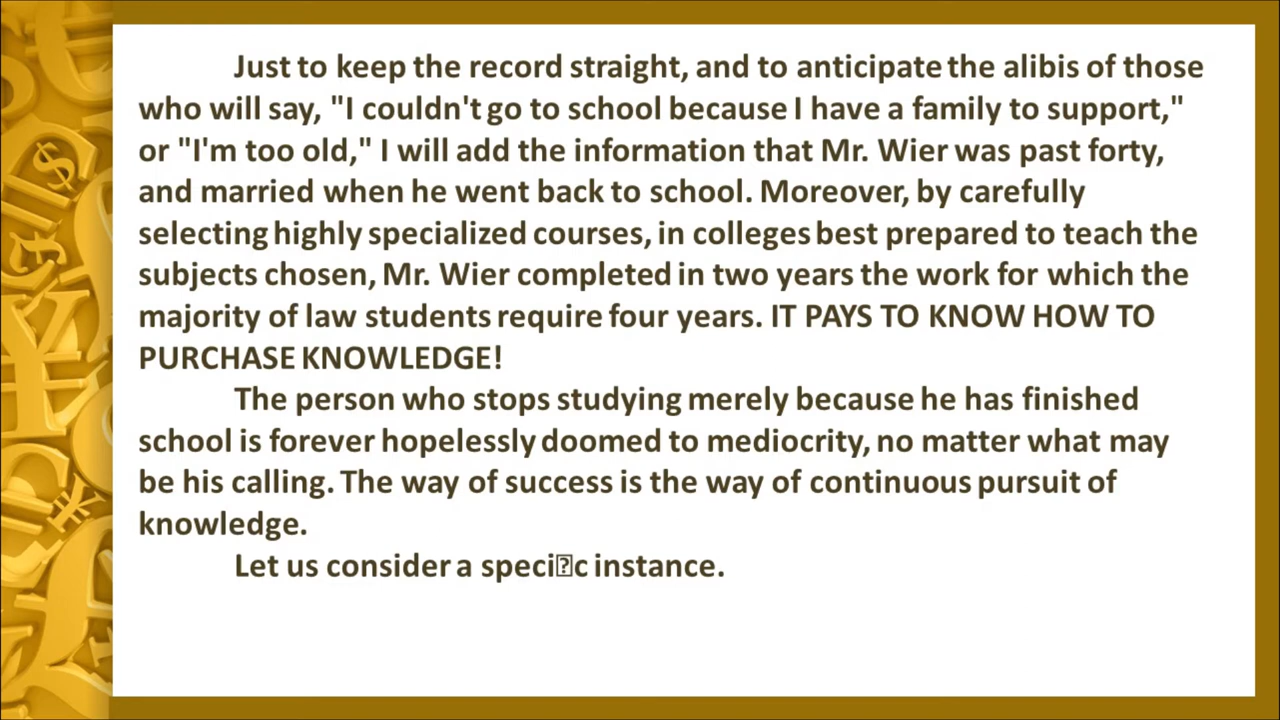 Just to keep the record straight, and to anticipate the alibis of those
who will say, "I couldn't go to school because I have a family to support,"
or "I'm too old," I will add the information that Mr. Wier was past forty,
and married when he went back to school. Moreover, by carefully
selecting highly specialized courses, in colleges best prepared to teach the
subjects chosen, Mr. Wier completed in two years the work for which the
majority of law students require four years. IT PAYS TO KNOW HOW TO
PURCHASE KNOWLEDGE!
The person who stops studying merely because he has finished
school is forever hopelessly doomed to mediocrity, no matter what may
be his calling. The way of success is the way of continuous pursuit of
knowledge.
Let us consider a speci�c instance.